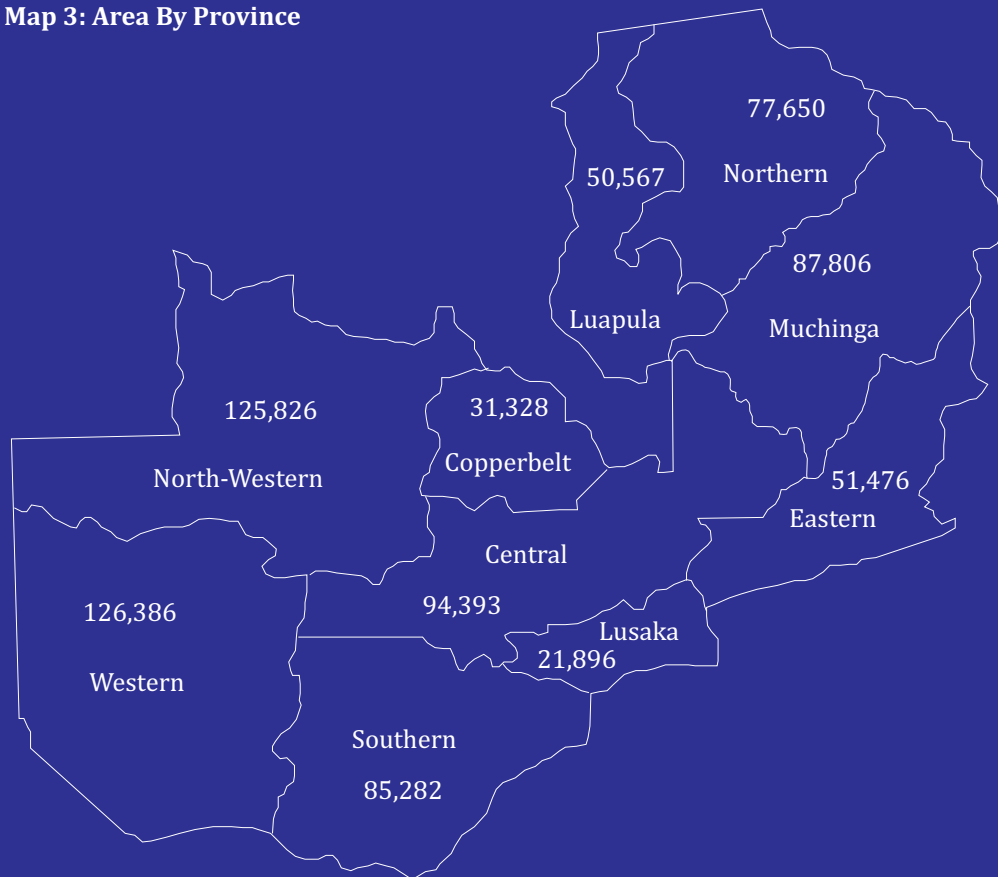 Map 3: Area By Province
77,650
Northern
50,567
87,806
Luapula
Muchinga
125,826
31,328
Copperbelt
North-Western
51,476
Eastern
Central
94,393
126,386
Lusaka
21,896
Western
Southern
85,282